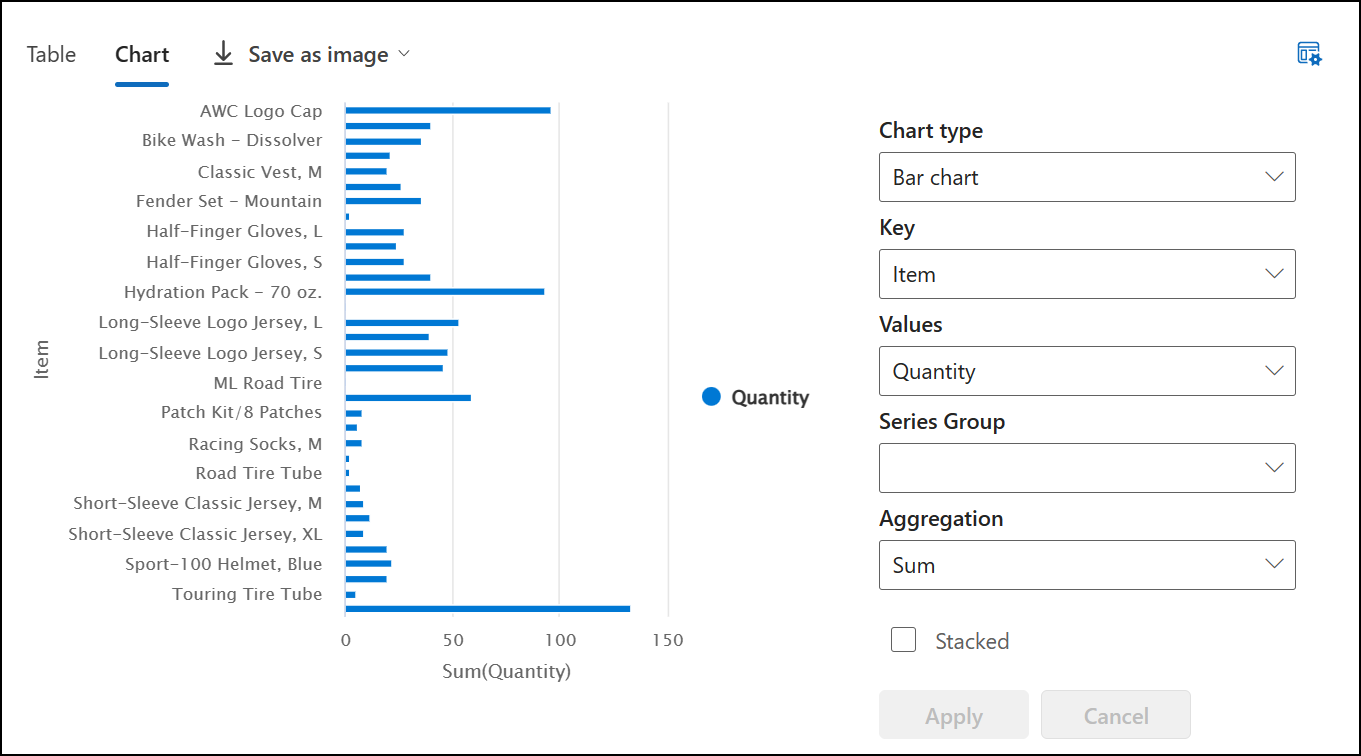 Table
Chart
Save as image
AWC Logo Cap
Bike Wash - Dissolver
Classic Vest, M
Fender Set - Mountain
Half-Finger Gloves, L
Half-Finger Gloves, S
Hydration Pack - 70 oz.
Long-Sleeve Logo Jersey, L
Long-Sleeve Logo Jersey, S
ML Road Tire
Patch Kit/8 Patches
Racing Socks, M
Road Tire Tube
Short-Sleeve Classic Jersey, M
Short-Sleeve Classic Jersey, XL
Sport-100 Helmet, Blue
Touring Tire Tube
Item
0 50 100 150
Sum(Quantity)
Quantity
Chart type
Bar chart
Key
Item
Values
Quantity
Series Group
Aggregation
Sum
Stacked
Apply
Cancel